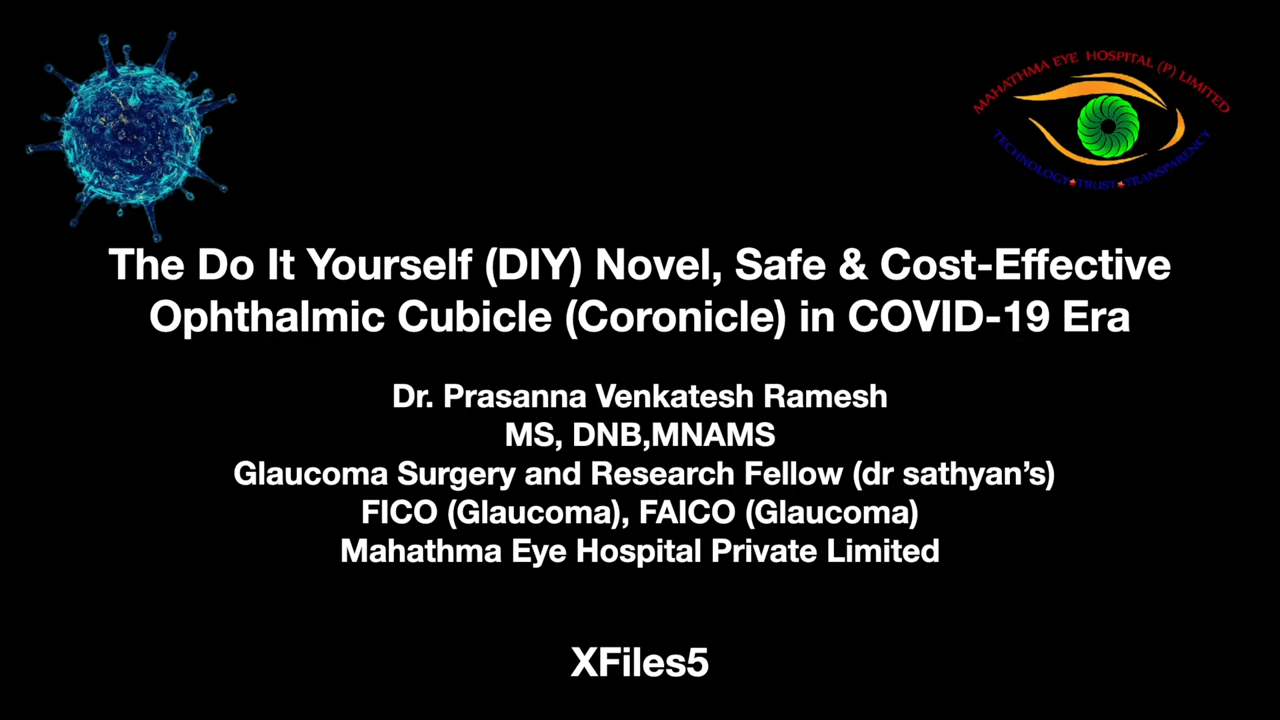 MAHATHMA EYE HOSPITAL (P) LIMITED
TECHNOLOGY TRUST TRANSPARENCY
The Do It Yourself (DIY) Novel, Safe & Cost-Effective
Ophthalmic Cubicle (Coronicle) in COVID-19 Era
Dr. Prasanna Venkatesh Ramesh
MS, DNB,MNAMS
Glaucoma Surgery and Research Fellow (dr sathyan’s)
FICO (Glaucoma), FAICO (Glaucoma)
Mahathma Eye Hospital Private Limited
XFiles5